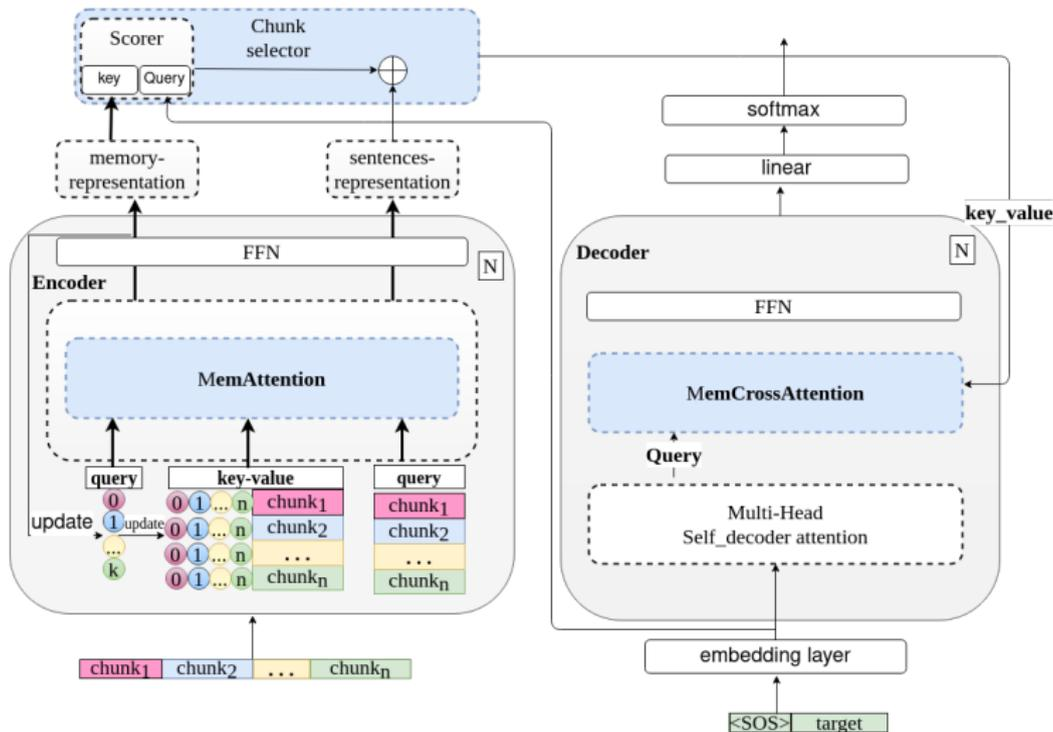 Chunk
selector
Scorer
key
Query
memory-
representation
sentences-
representation
FFN
N
Encoder
MemAttention
query
key-value
query
0
1
...
k
update
update
0 1 ... n chunk1
0 1 ... n chunk2
0 1 ... n ...
0 1 ... n chunkn
chunk1
chunk2
...
chunkn
chunk1 chunk2 ... chunkn
softmax
linear
key_value
Decoder
N
FFN
MemCrossAttention
Query
Multi-Head
Self_decoder attention
embedding layer
<SOS> target